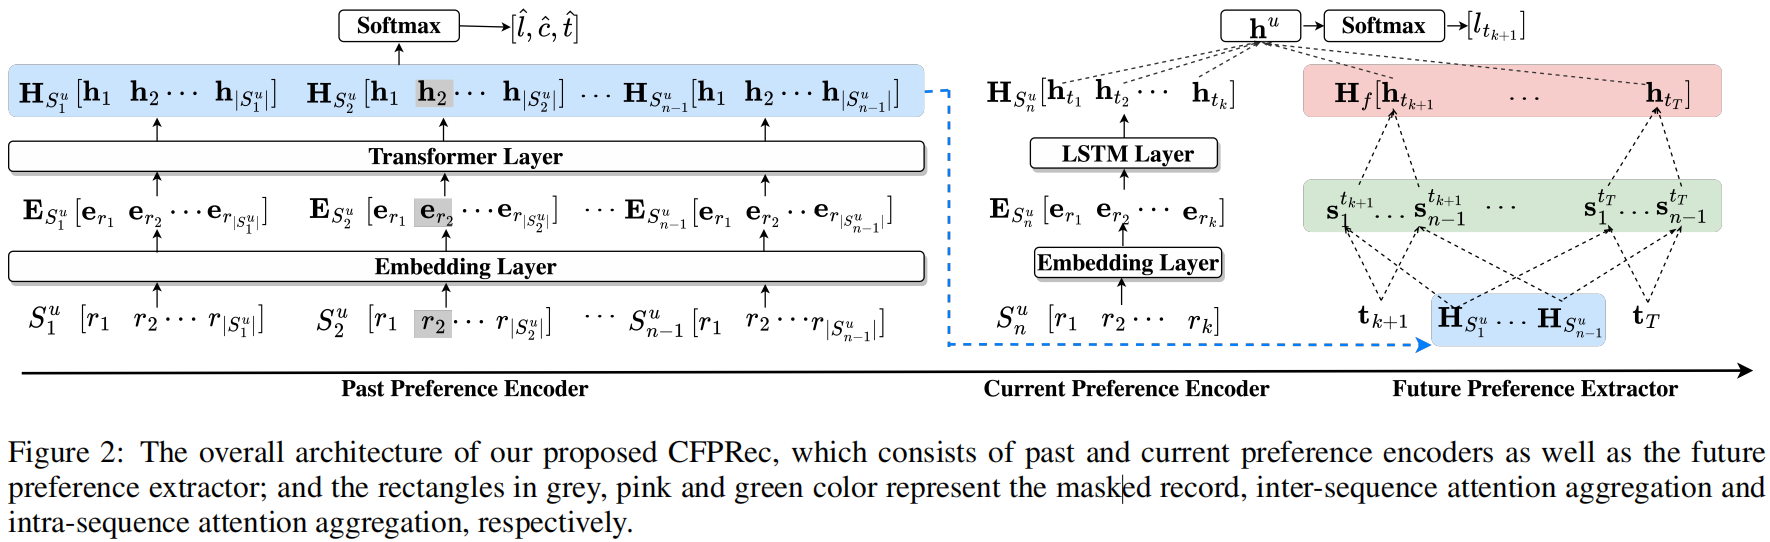 Softmax [l̂, ĉ, t̂]
h^u Softmax [l_{t_{k+1}}]
H_{S_1^u} [h_1 h_2 ··· h_{|S_1^u|}] H_{S_2^u} [h_1 h_2 ··· h_{|S_2^u|}] ··· H_{S_{n-1}^u} [h_1 h_2 ··· h_{|S_{n-1}^u|}]
H_{S_n^u} [h_{t_1} h_{t_2} ··· h_{t_k}]
H_f [h_{t_{k+1}} ··· h_{t_T}]
Transformer Layer
LSTM Layer
E_{S_1^u} [e_{r_1} e_{r_2} ··· e_{r_{|S_1^u|}}] E_{S_2^u} [e_{r_1} e_{r_2} ··· e_{r_{|S_2^u|}}] ··· E_{S_{n-1}^u} [e_{r_1} e_{r_2} ·· e_{r_{|S_{n-1}^u|}}]
E_{S_n^u} [e_{r_1} e_{r_2} ··· e_{r_k}]
s_1^{t_{k+1}} ... s_{n-1}^{t_{k+1}} ··· s_1^{t_T} ... s_{n-1}^{t_T}
Embedding Layer
Embedding Layer
S_1^u [r_1 r_2 ··· r_{|S_1^u|}] S_2^u [r_1 r_2 ··· r_{|S_2^u|}] ··· S_{n-1}^u [r_1 r_2 ··· r_{|S_{n-1}^u|}]
S_n^u [r_1 r_2 ··· r_k]
t_{k+1} H_{S_1^u} ··· H_{S_{n-1}^u} t_T
Past Preference Encoder
Current Preference Encoder
Future Preference Extractor
Figure 2: The overall architecture of our proposed CFPRec, which consists of past and current preference encoders as well as the future
preference extractor; and the rectangles in grey, pink and green color represent the masked record, inter-sequence attention aggregation and
intra-sequence attention aggregation, respectively.